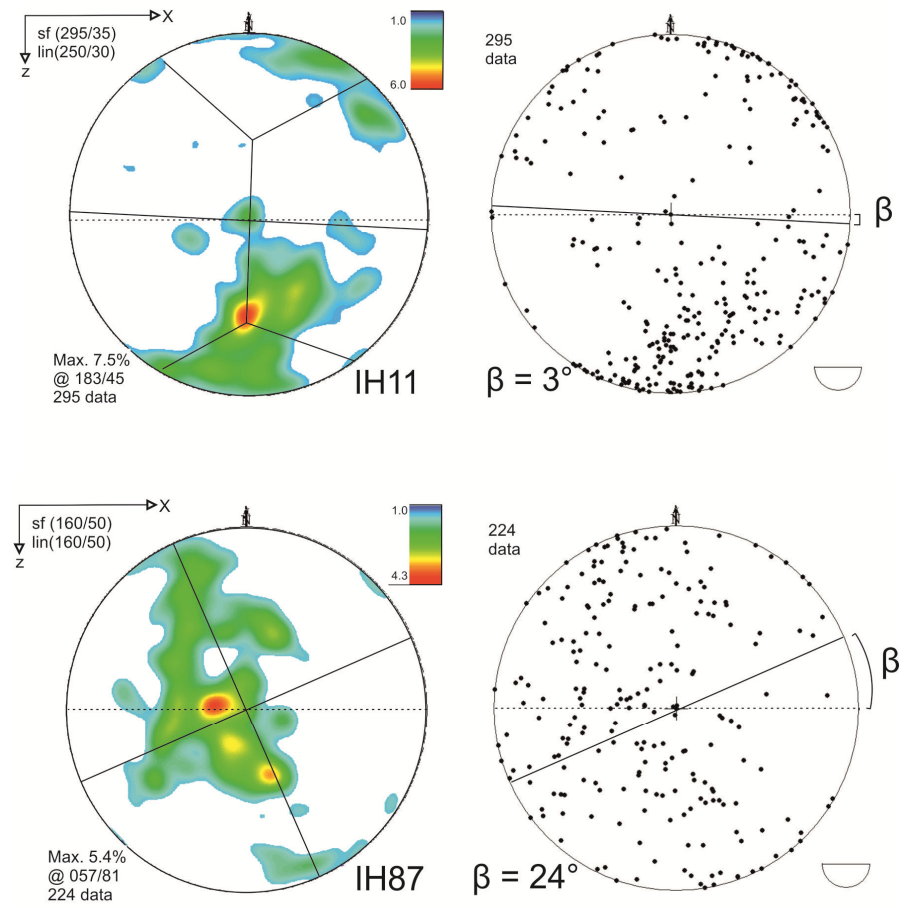 X
z
sf (295/35)
lin(250/30)
N
1.0
6.0
Max. 7.5%
@ 183/45
295 data
IH11
295
data
N
β
β = 3°
X
z
sf (160/50)
lin(160/50)
N
1.0
4.3
Max. 5.4%
@ 057/81
224 data
IH87
224
data
N
β
β = 24°